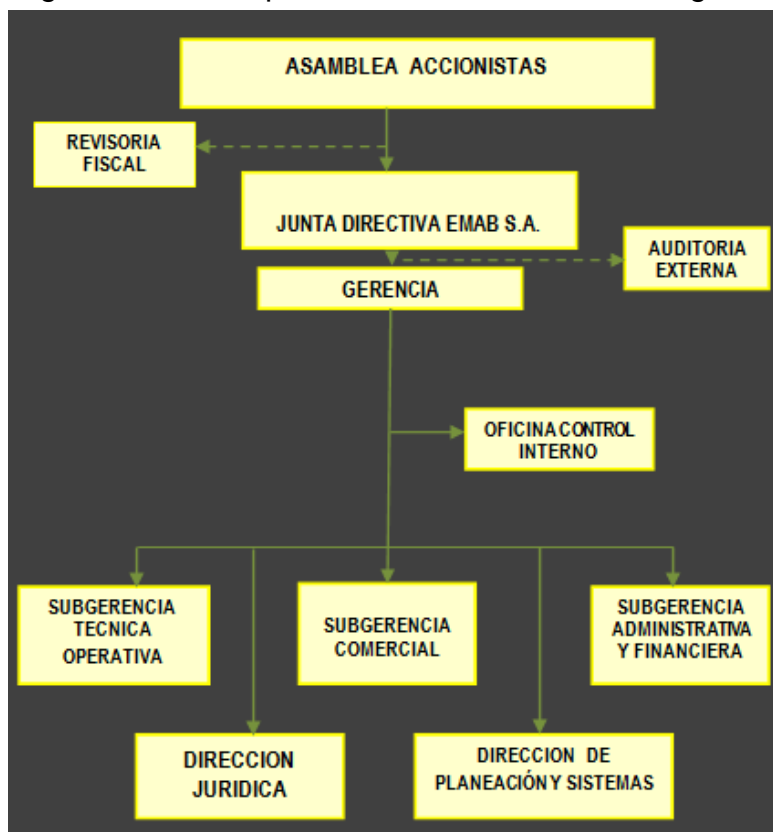 ASAMBLEA ACCIONISTAS
REVISORIA
FISCAL
JUNTA DIRECTIVA EMAB S.A.
AUDITORIA
EXTERNA
GERENCIA
OFICINA CONTROL
INTERNO
SUBGERENCIA
TECNICA
OPERATIVA
SUBGERENCIA
COMERCIAL
SUBGERENCIA
ADMINISTRATIVA
Y FINANCIERA
DIRECCION
JURIDICA
DIRECCION DE
PLANEACIÓN Y SISTEMAS